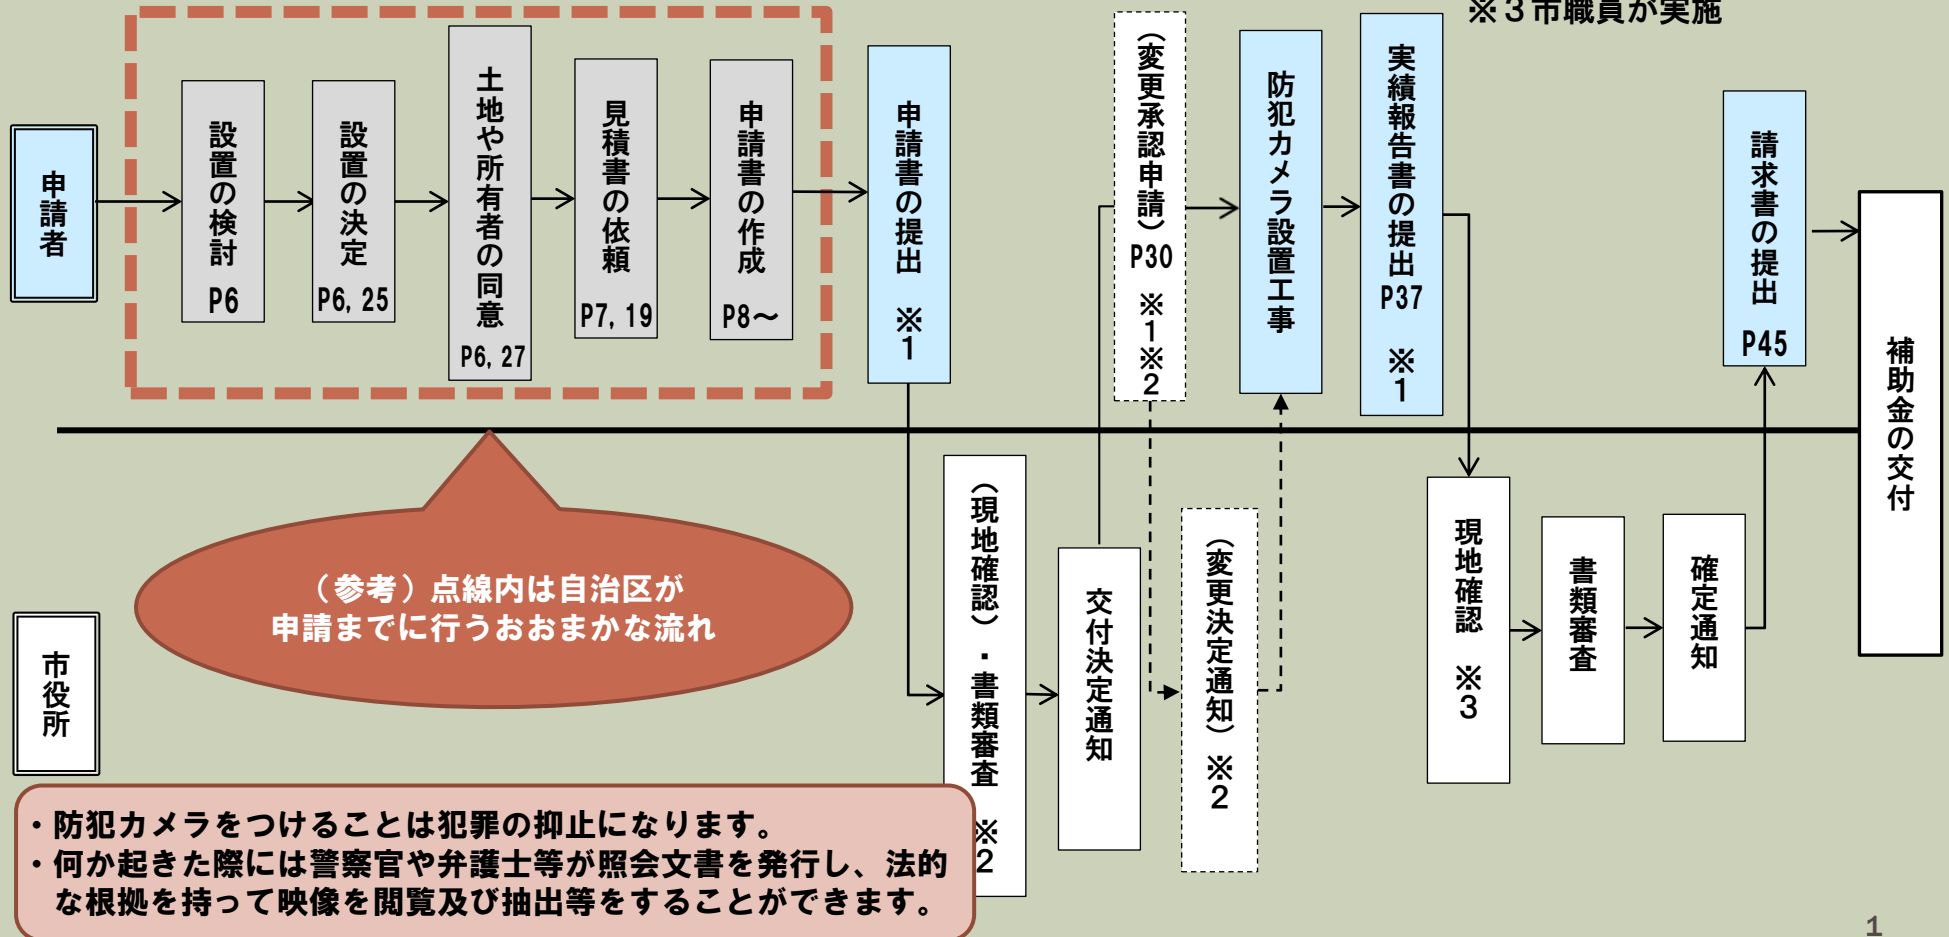 ※３市職員が実施
申請者
設置の検討
P6
設置の決定
P6, 25
土地や所有者の同意
P6, 27
見積書の依頼
P7, 19
申請書の作成
P8～
申請書の提出 ※1
（変更承認申請）
P30
※1※2
防犯カメラ設置工事
実績報告書の提出
P37
※1
請求書の提出
P45
補助金の交付
（参考）点線内は自治区が
申請までに行うおおまかな流れ
市役所
（現地確認）・書類審査 ※2
交付決定通知
（変更決定通知）※2
現地確認 ※3
書類審査
確定通知
・防犯カメラをつけることは犯罪の抑止になります。
・何か起きた際には警察官や弁護士等が照会文書を発行し、法的
な根拠を持って映像を閲覧及び抽出等をすることができます。
1